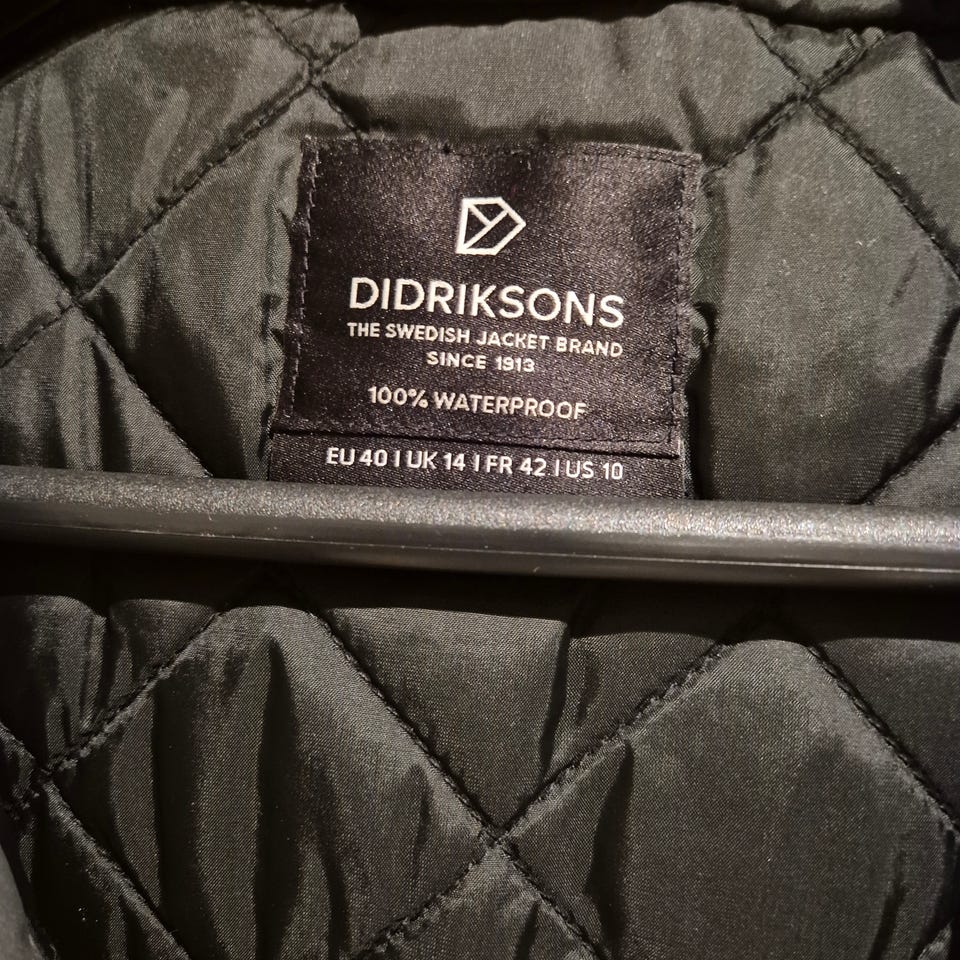 DIDRIKSONS
THE SWEDISH JACKET BRAND
SINCE 1913
100% WATERPROOF
EU 40 | UK 14 | FR 42 | US 10